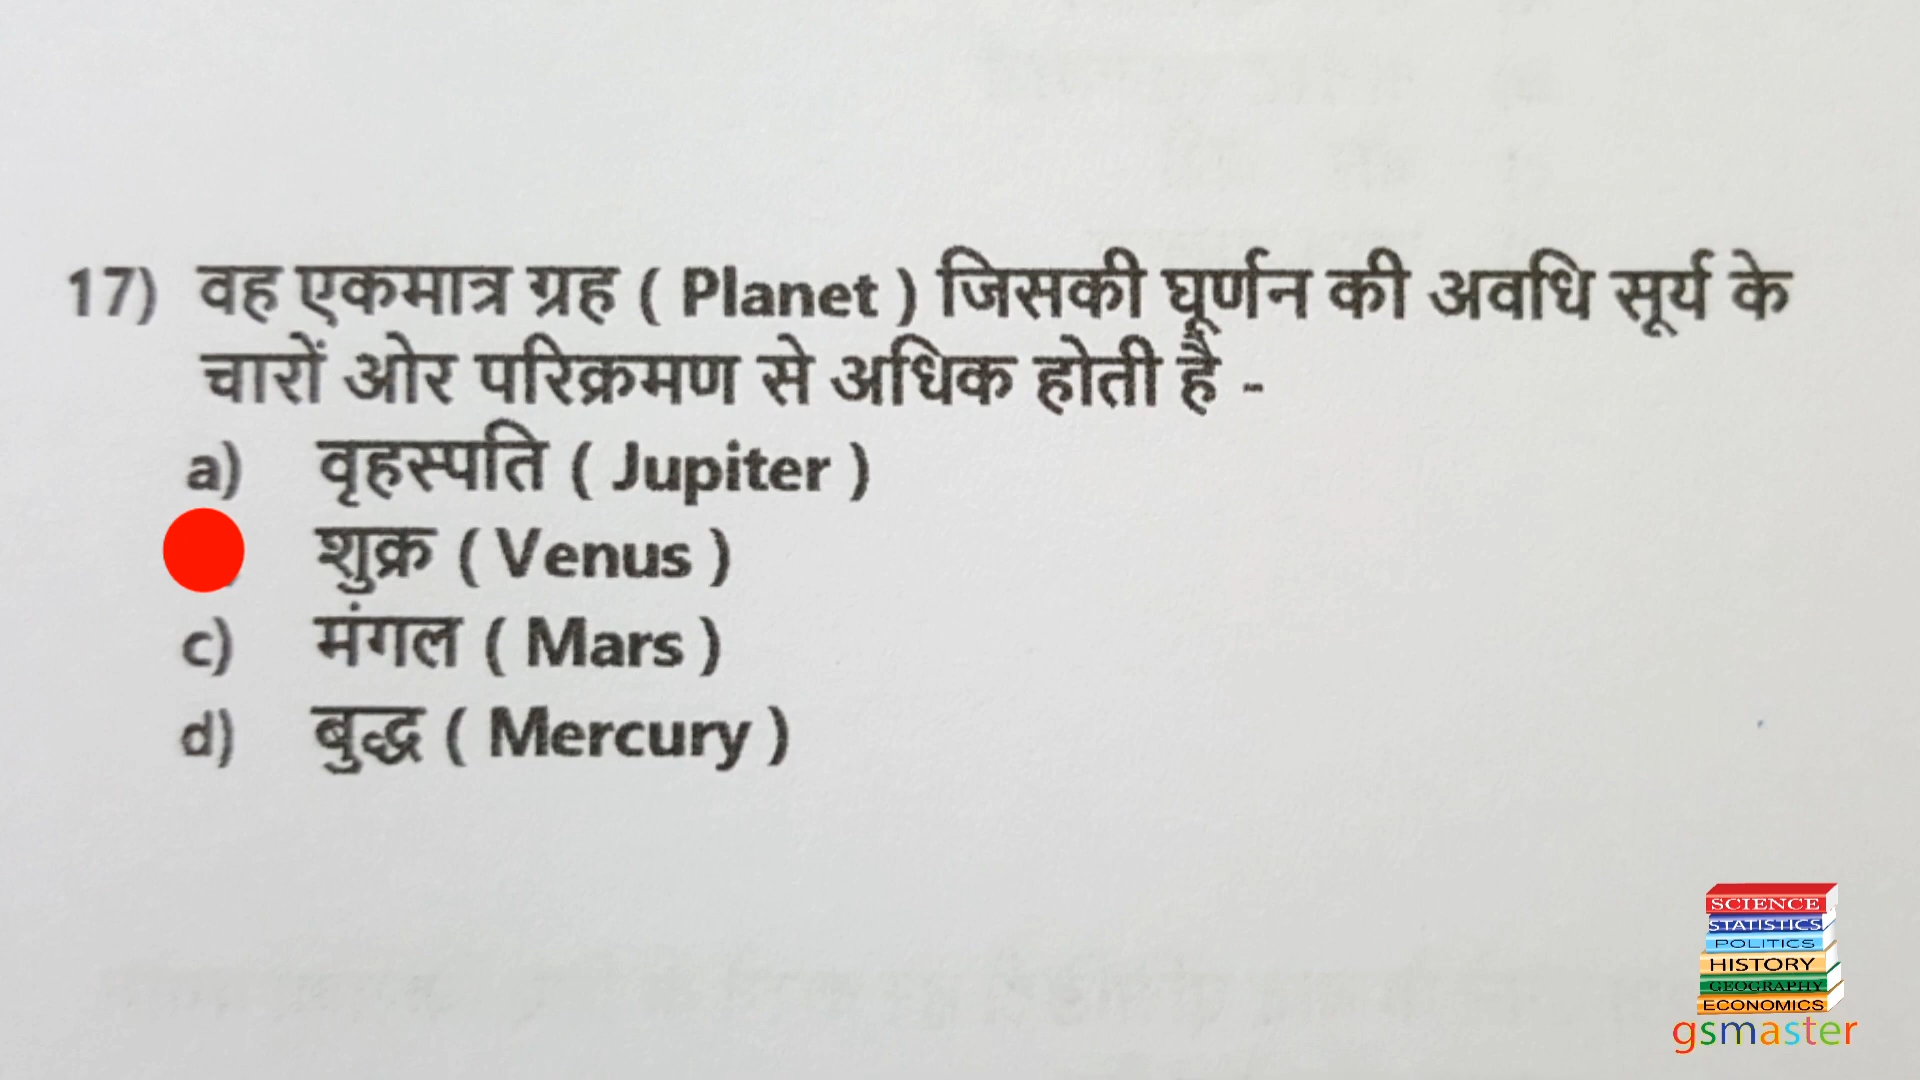 17) वह एकमात्र ग्रह ( Planet ) जिसकी घूर्णन की अवधि सूर्य के
चारों ओर परिक्रमण से अधिक होती है -
a) वृहस्पति ( Jupiter )
शुक्र ( Venus )
c) मंगल ( Mars )
d) बुद्ध ( Mercury )
SCIENCE
STATISTICS
POLITICS
HISTORY
GEOGRAPHY
ECONOMICS
gsmaster